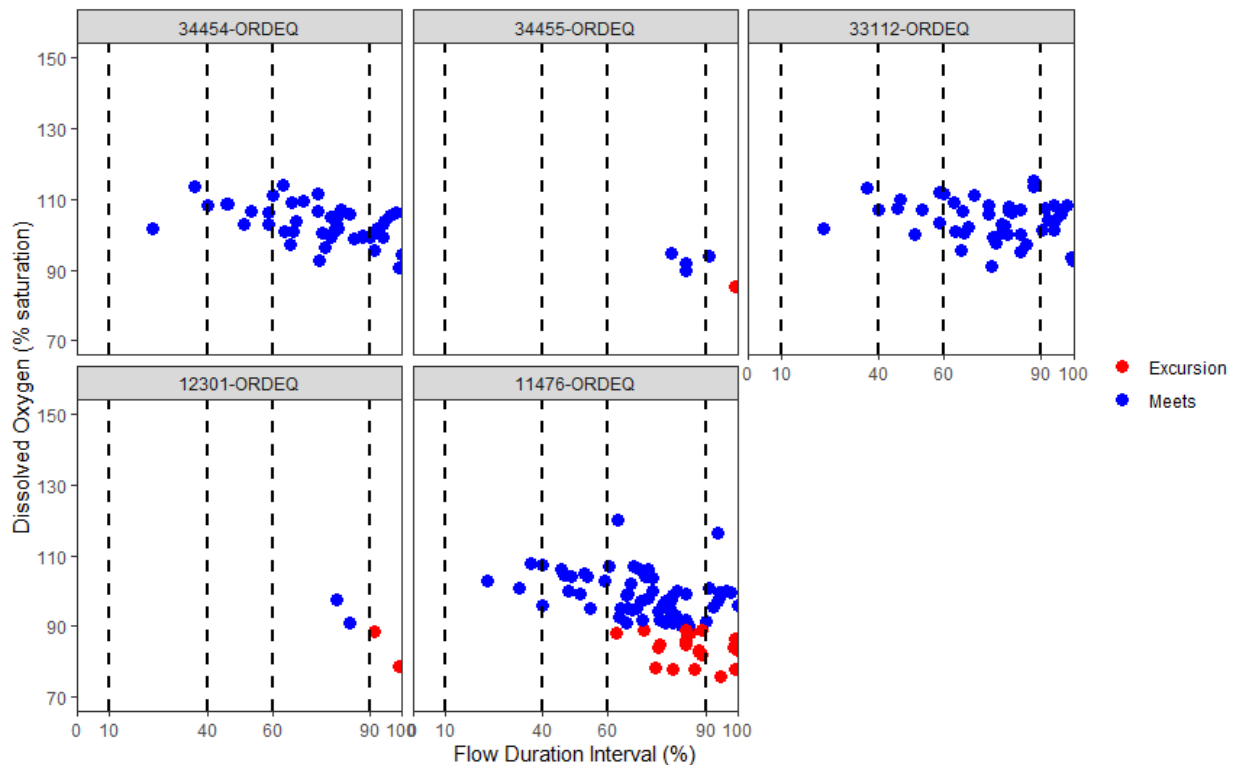 34454-ORDEQ
34455-ORDEQ
33112-ORDEQ
150
130
110
90
70
0 10 40 60 90 100
12301-ORDEQ
11476-ORDEQ
150
130
110
90
70
0 10 40 60 90 100
0 10 40 60 90 100
Flow Duration Interval (%)
Dissolved Oxygen (% saturation)
Excursion
Meets